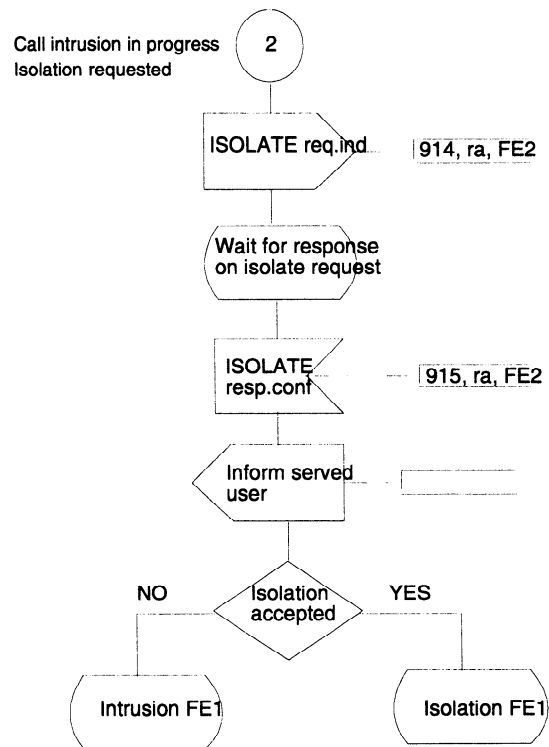 Call intrusion in progress
Isolation requested
2
ISOLATE req.ind
914, ra, FE2
Wait for response
on isolate request
ISOLATE
resp.conf
915, ra, FE2
Inform served
user
NO
Isolation
accepted
YES
Intrusion FE1
Isolation FE1